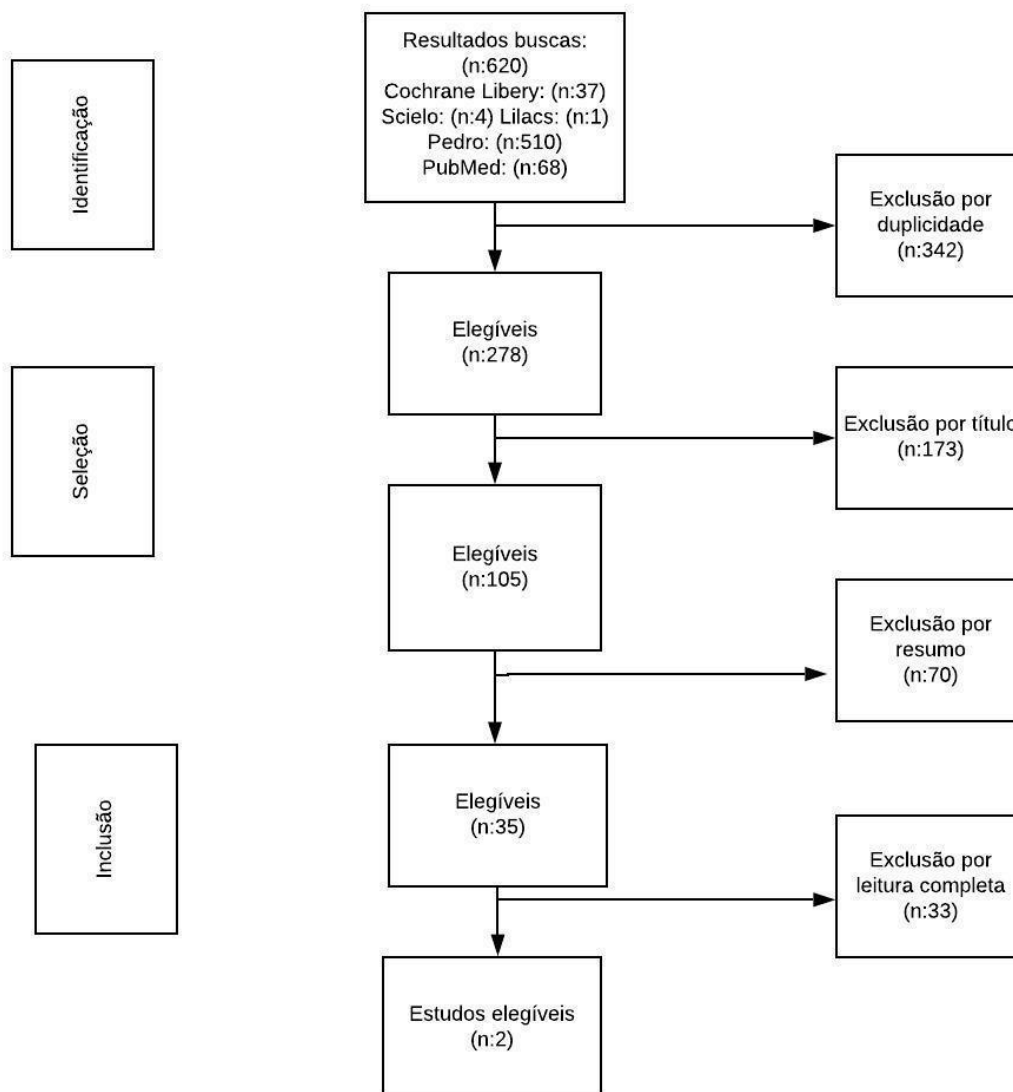 Identificação
Resultados buscas:
(n:620)
Cochrane Libery: (n:37)
Scielo: (n:4) Lilacs: (n:1)
Pedro: (n:510)
PubMed: (n:68)
Exclusão por
duplicidade
(n:342)
Elegíveis
(n:278)
Seleção
Exclusão por título
(n:173)
Elegíveis
(n:105)
Exclusão por
resumo
(n:70)
Inclusão
Elegíveis
(n:35)
Exclusão por
leitura completa
(n:33)
Estudos elegíveis
(n:2)